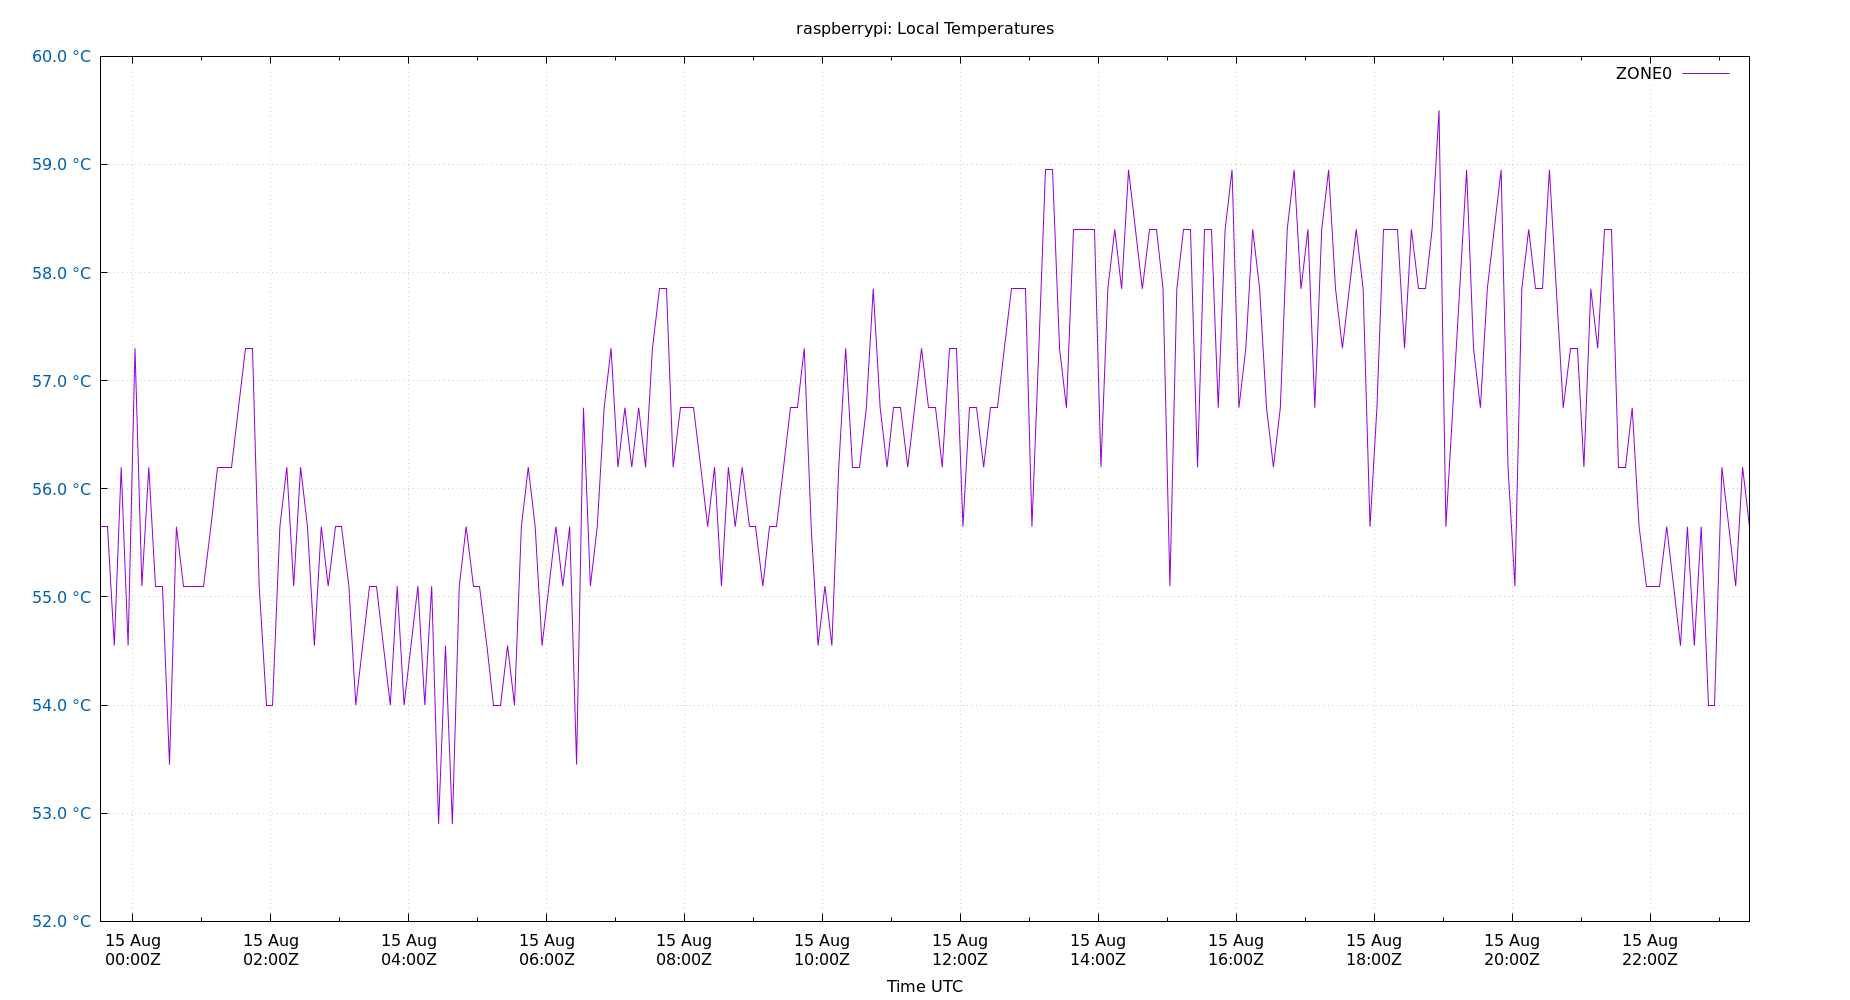 raspberrypi: Local Temperatures
60.0 °C
ZONE0
59.0 °C
58.0 °C
57.0 °C
56.0 °C
55.0 °C
54.0 °C
53.0 °C
52.0 °C
15 Aug 15 Aug 15 Aug 15 Aug 15 Aug 15 Aug 15 Aug 15 Aug 15 Aug 15 Aug 15 Aug 15 Aug
00:00Z 02:00Z 04:00Z 06:00Z 08:00Z 10:00Z 12:00Z 14:00Z 16:00Z 18:00Z 20:00Z 22:00Z
Time UTC